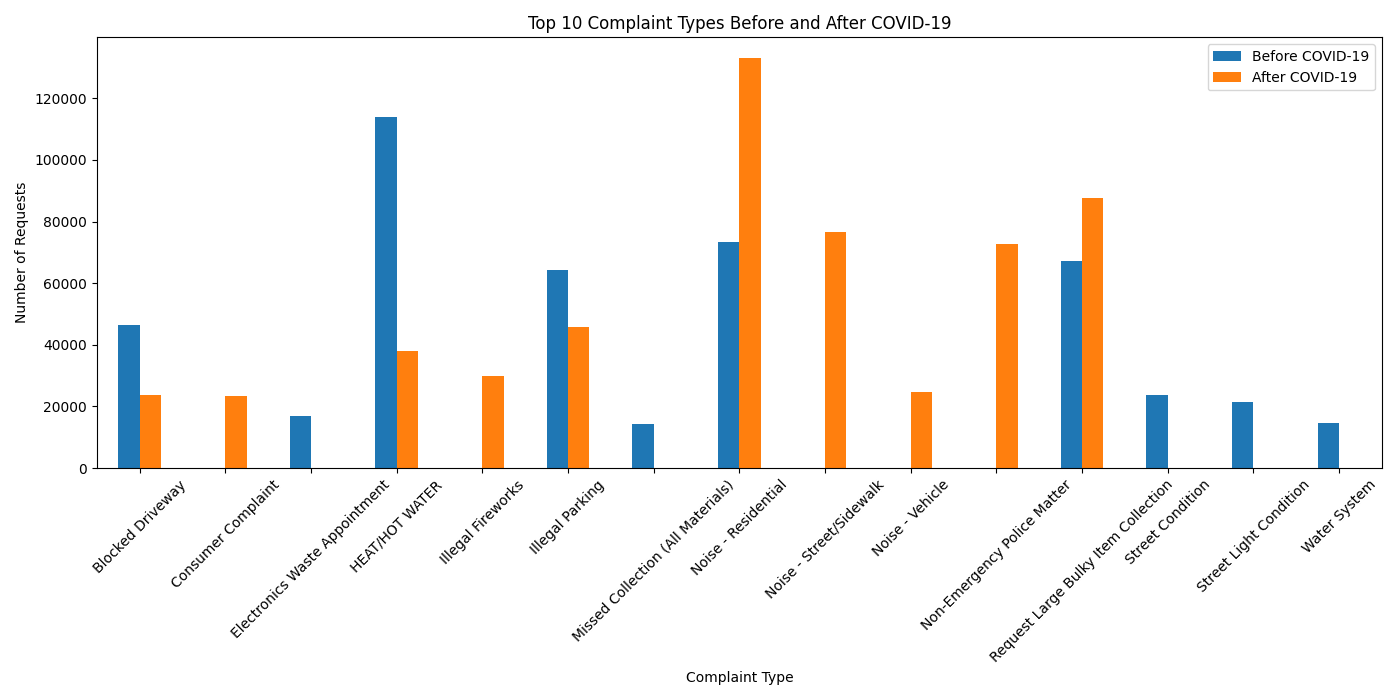 Top 10 Complaint Types Before and After COVID-19
Before COVID-19
After COVID-19
Number of Requests
120000
100000
80000
60000
40000
20000
0
Blocked Driveway
Consumer Complaint
Electronics Waste Appointment
HEAT/HOT WATER
Illegal Fireworks
Illegal Parking
Missed Collection (All Materials)
Noise - Residential
Noise - Street/Sidewalk
Noise - Vehicle
Non-Emergency Police Matter
Request Large Bulky Item Collection
Street Condition
Street Light Condition
Water System
Complaint Type